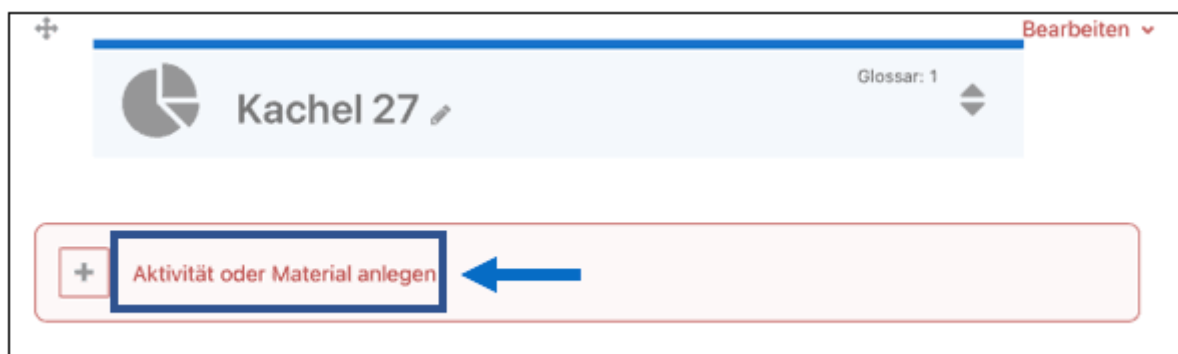 Bearbeiten
Glossar: 1
Kachel 27
Aktivität oder Material anlegen